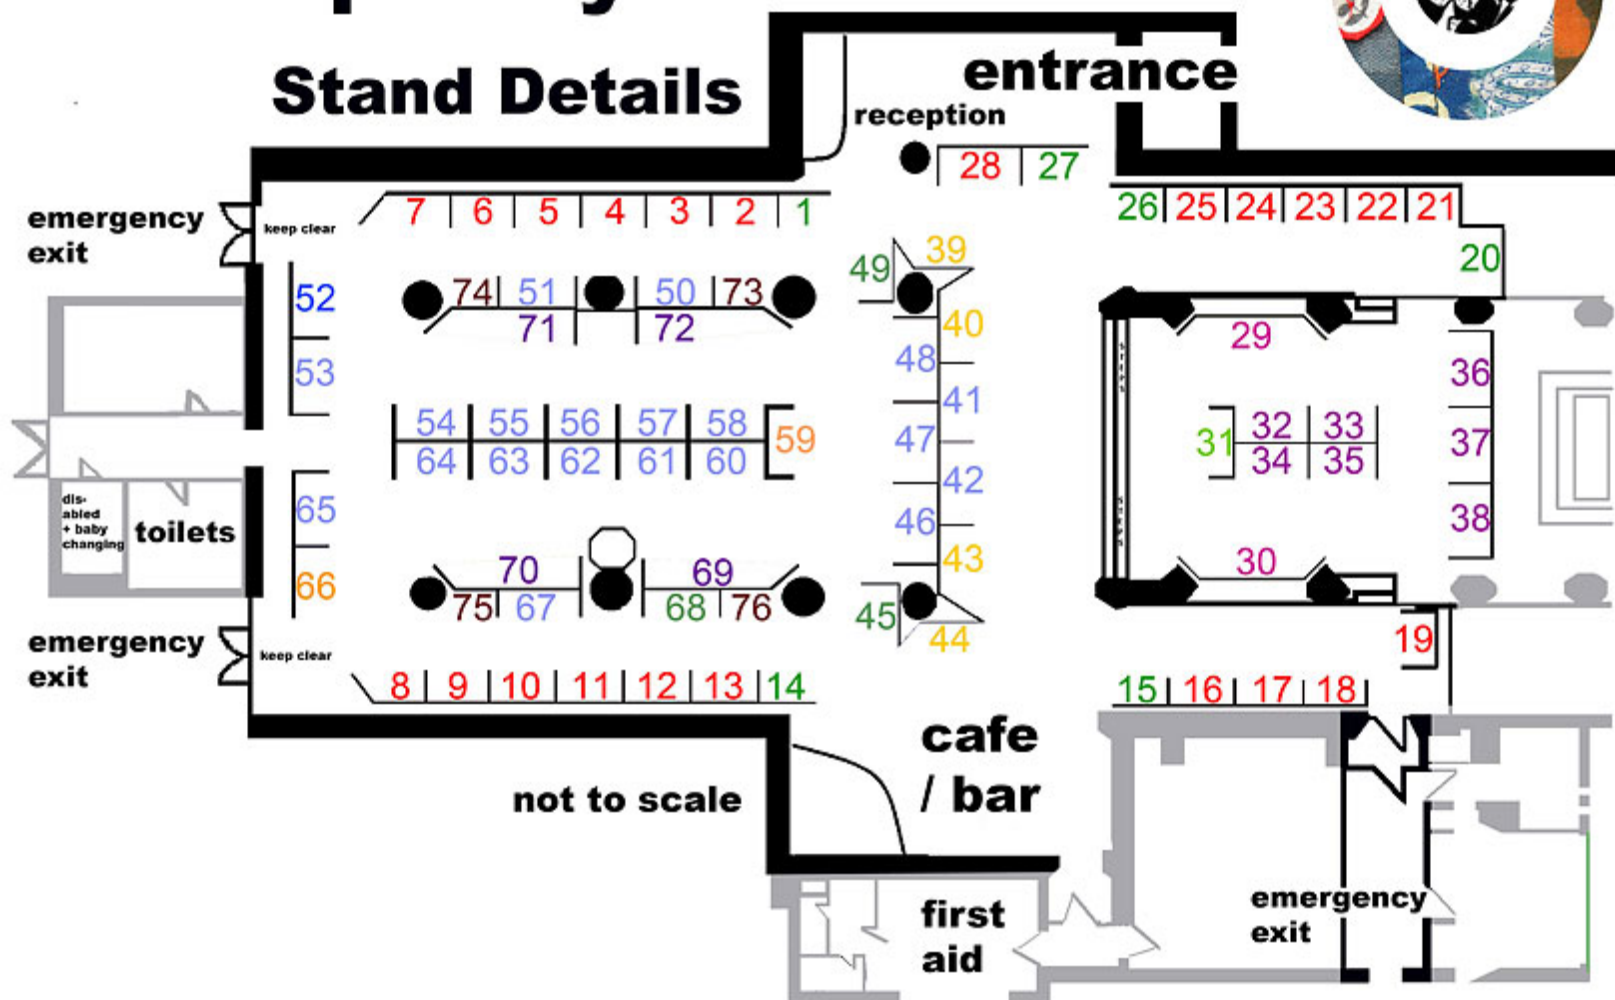 Stand Details
entrance
reception
28 27
7 6 5 4 3 2 1
26 25 24 23 22 21
emergency
exit
keep clear
49 39
20
52
74 51 50 73
71 72
40
29
53
48
41
36
54 55 56 57 58 59
64 63 62 61 60
47
42
31 32 33
34 35
37
65
46
38
dis-
abled
+ baby
changing
toilets
66
70 69
75 67 68 76
43
45 44
30
emergency
exit
keep clear
19
8 9 10 11 12 13 14
15 16 17 18
cafe
/ bar
not to scale
first
aid
emergency
exit